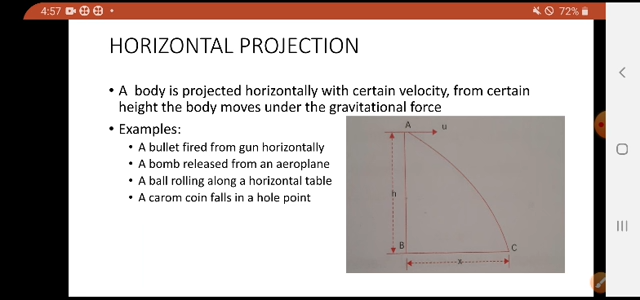 4:57
72%
HORIZONTAL PROJECTION
• A body is projected horizontally with certain velocity, from certain
height the body moves under the gravitational force
• Examples:
• A bullet fired from gun horizontally
• A bomb released from an aeroplane
• A ball rolling along a horizontal table
• A carom coin falls in a hole point
A u
h
B C
x